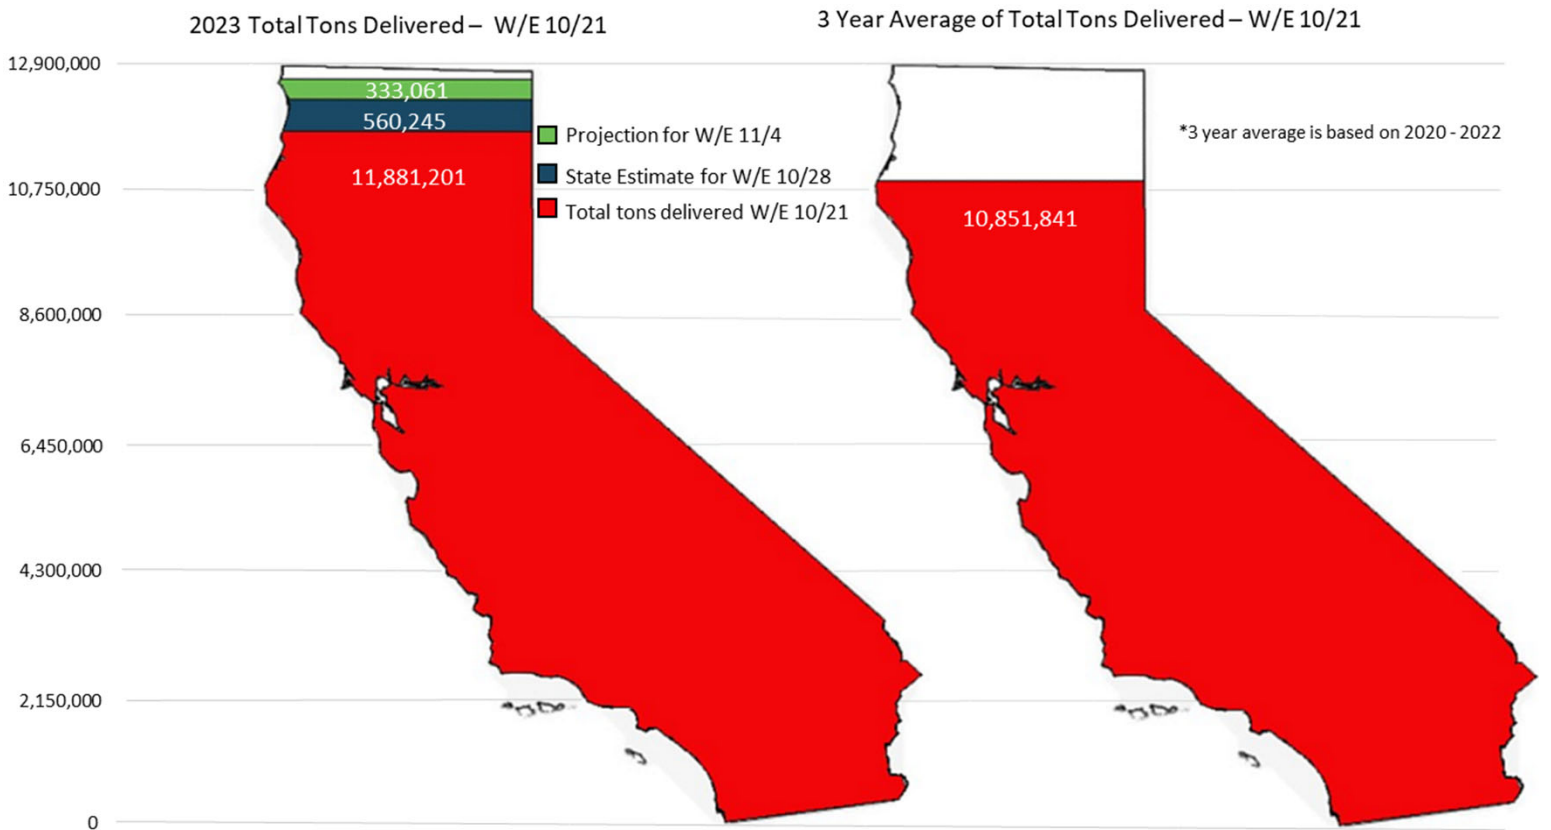 2023 Total Tons Delivered – W/E 10/21
3 Year Average of Total Tons Delivered – W/E 10/21
12,900,000
10,750,000
8,600,000
6,450,000
4,300,000
2,150,000
0
333,061
560,245
11,881,201
Projection for W/E 11/4
State Estimate for W/E 10/28
Total tons delivered W/E 10/21
*3 year average is based on 2020 - 2022
10,851,841